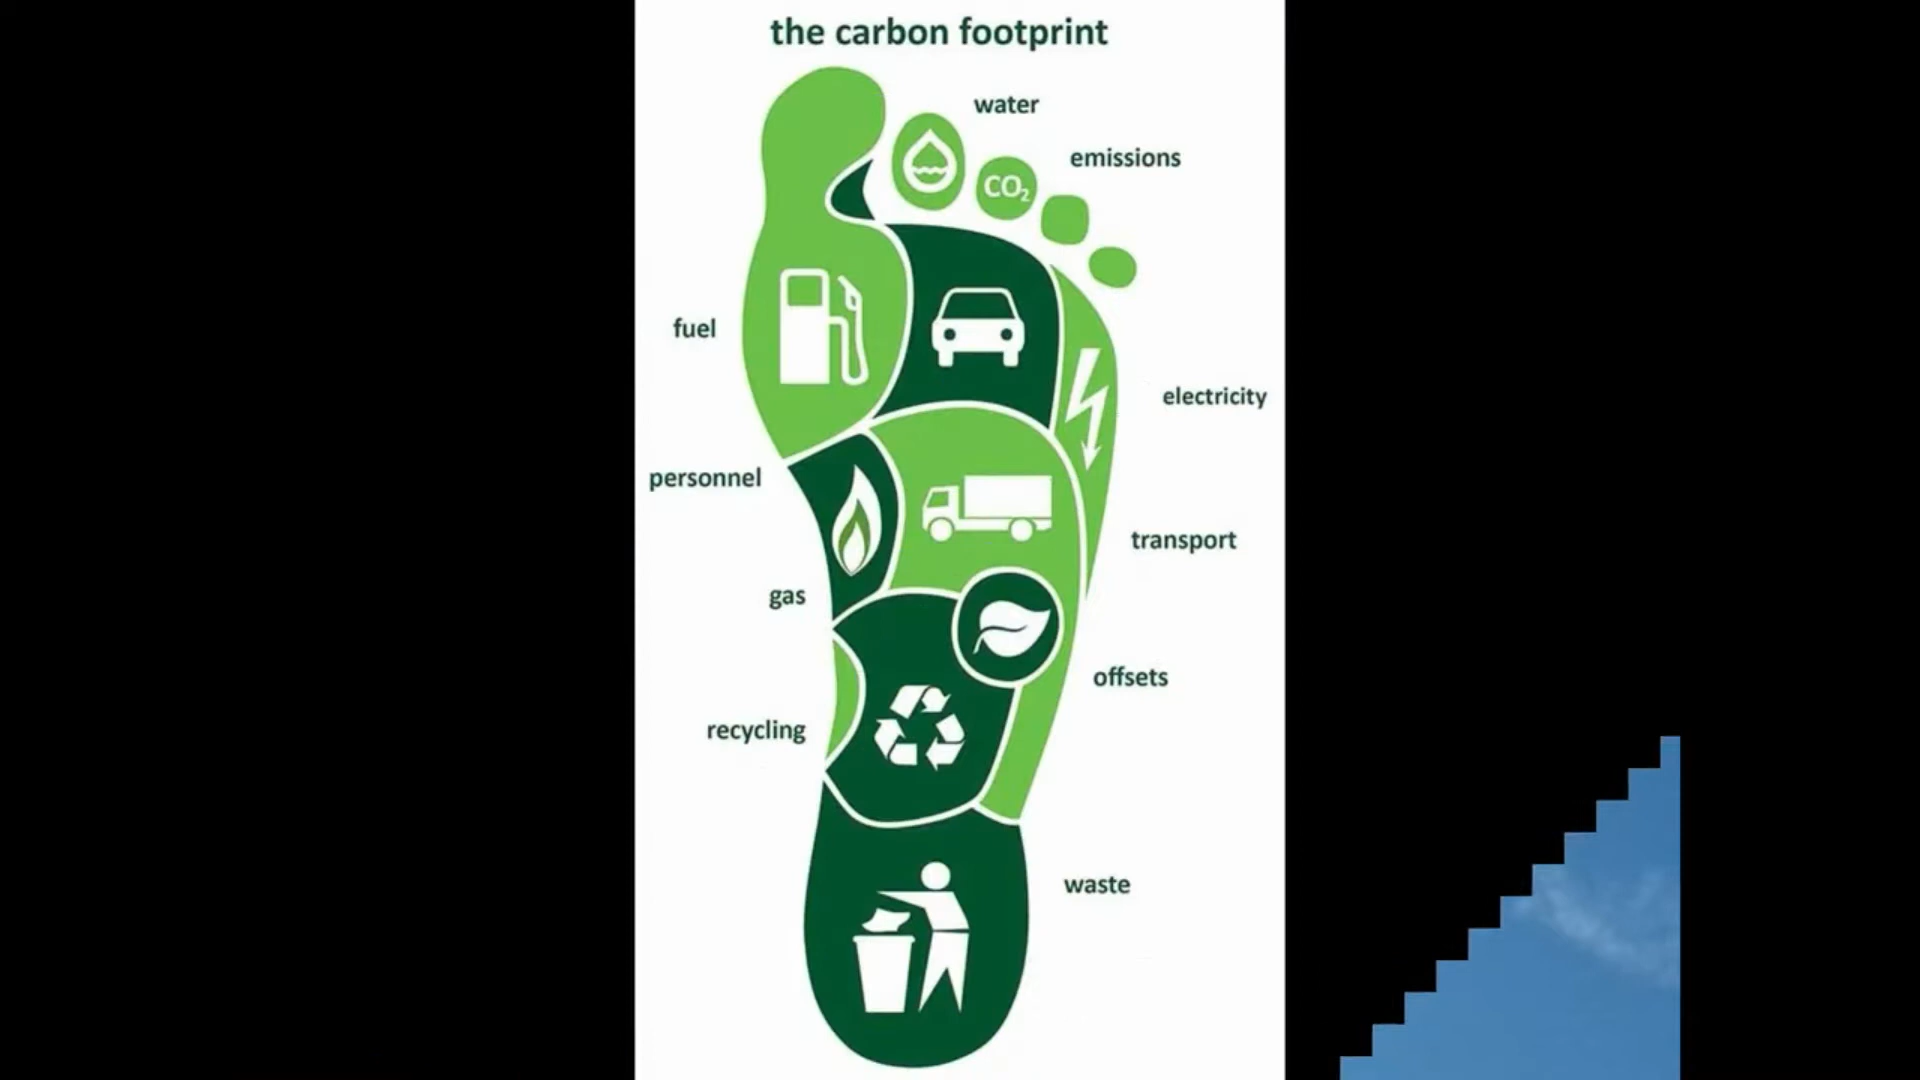 the carbon footprint
water
emissions
CO₂
fuel
electricity
personnel
transport
gas
offsets
recycling
waste